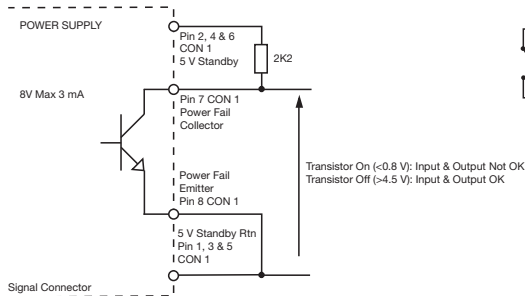 POWER SUPPLY
Pin 2, 4 & 6
CON 1
5 V Standby
2K2
8V Max 3 mA
Pin 7 CON 1
Power Fail
Collector
Transistor On (<0.8 V): Input & Output Not OK
Transistor Off (>4.5 V): Input & Output OK
Power Fail
Emitter
Pin 8 CON 1
5 V Standby Rtn
Pin 1, 3 & 5
CON 1
Signal Connector